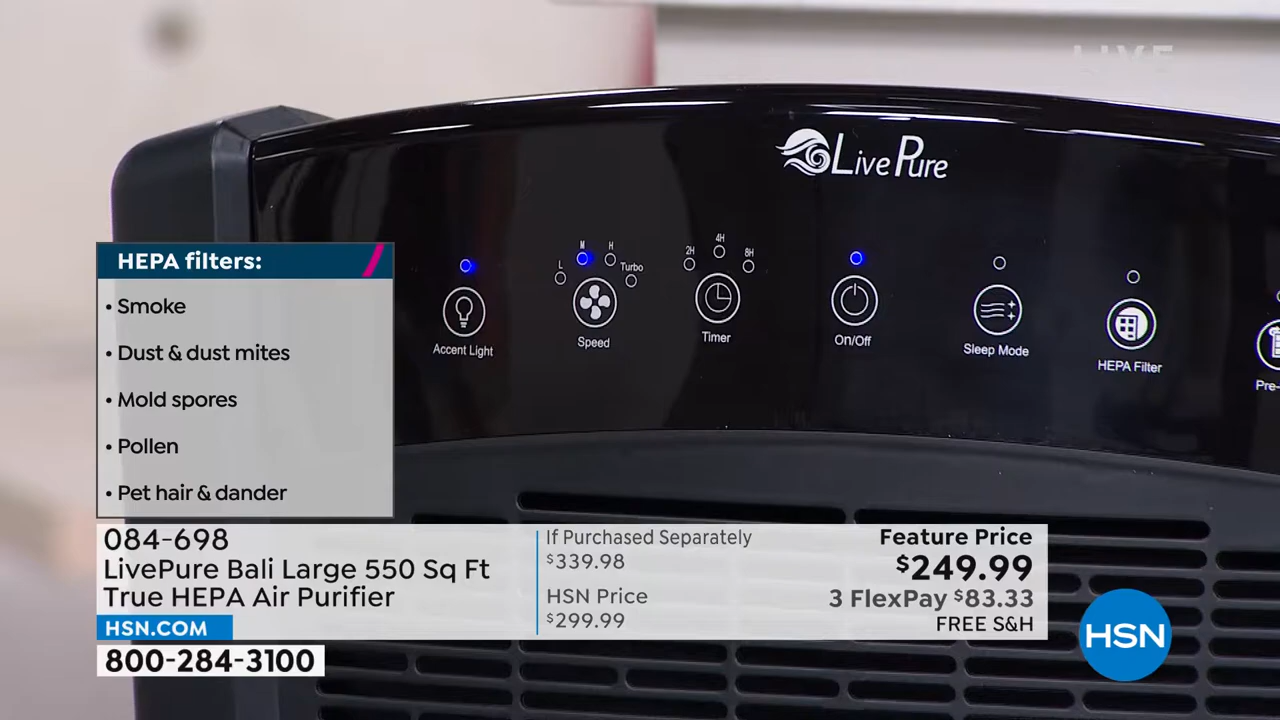 LIVE
LivePure
L M H Turbo
2H 4H 8H
Accent Light
Speed
Timer
On/Off
Sleep Mode
HEPA Filter
Pre-
HEPA filters:
• Smoke
• Dust & dust mites
• Mold spores
• Pollen
• Pet hair & dander
084-698
LivePure Bali Large 550 Sq Ft
True HEPA Air Purifier
HSN.COM
800-284-3100
If Purchased Separately
$339.98
HSN Price
$299.99
Feature Price
$249.99
3 FlexPay $83.33
FREE S&H
HSN